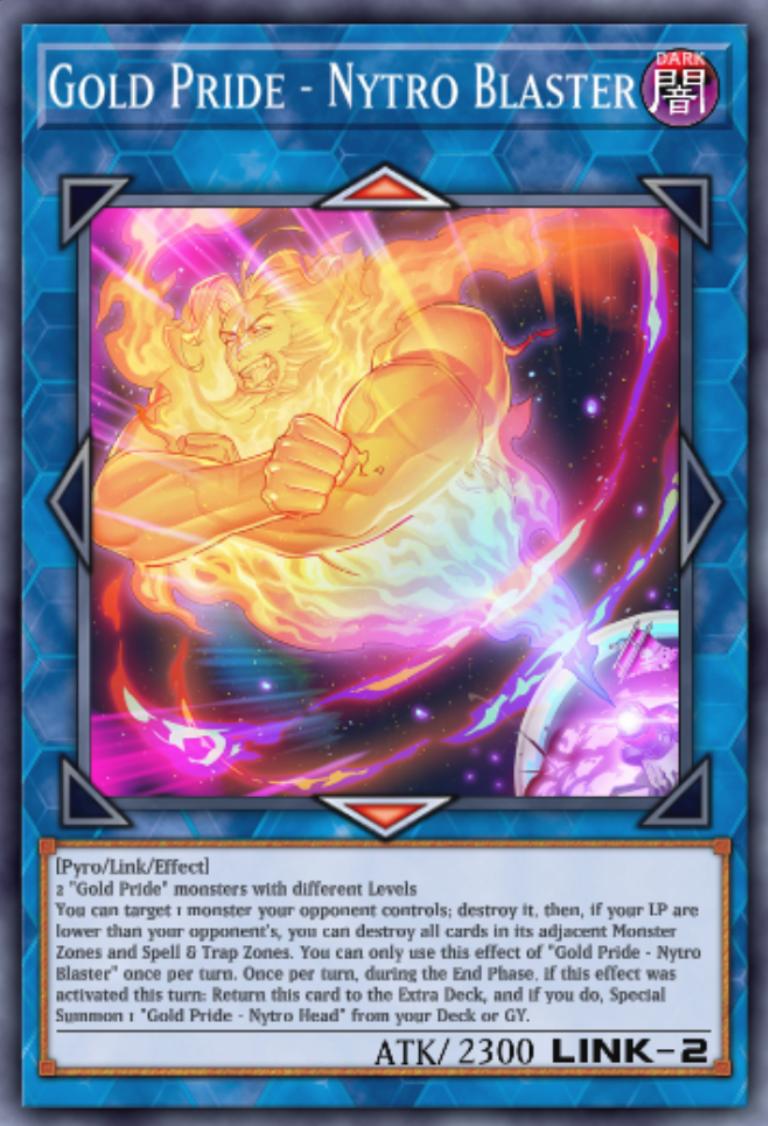 GOLD PRIDE - NYTRO BLASTER
DARK
闇
[Pyro/Link/Effect]
2 "Gold Pride" monsters with different Levels
You can target 1 monster your opponent controls; destroy it, then, if your LP are
lower than your opponent's, you can destroy all cards in its adjacent Monster
Zones and Spell & Trap Zones. You can only use this effect of "Gold Pride - Nytro
Blaster" once per turn. Once per turn, during the End Phase, if this effect was
activated this turn: Return this card to the Extra Deck, and if you do, Special
Summon 1 "Gold Pride - Nytro Head" from your Deck or GY.
ATK/ 2300 LINK-2